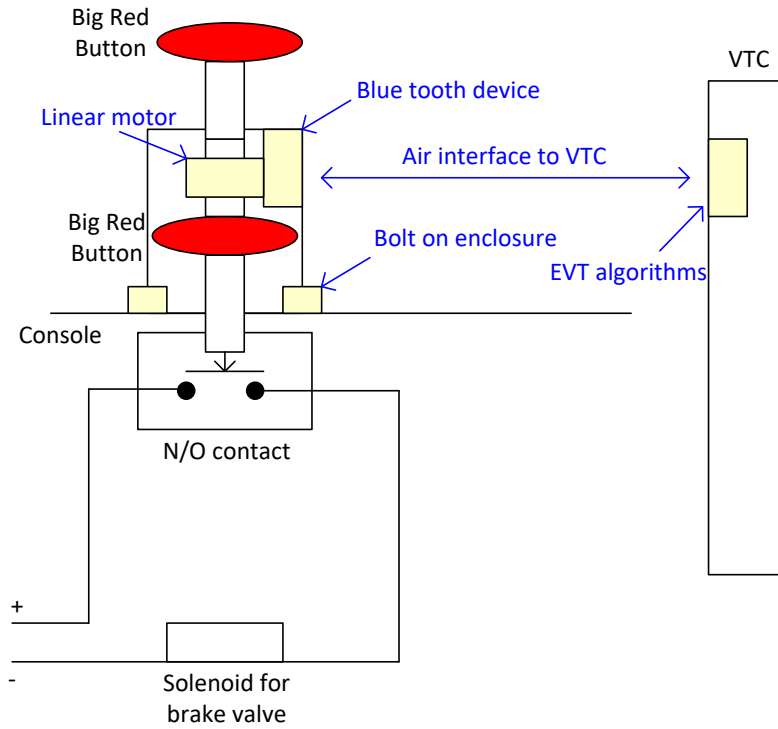 Big Red
Button
VTC
Blue tooth device
Linear motor
Air interface to VTC
Big Red
Button
Bolt on enclosure
EVT algorithms
Console
N/O contact
+
-
Solenoid for
brake valve